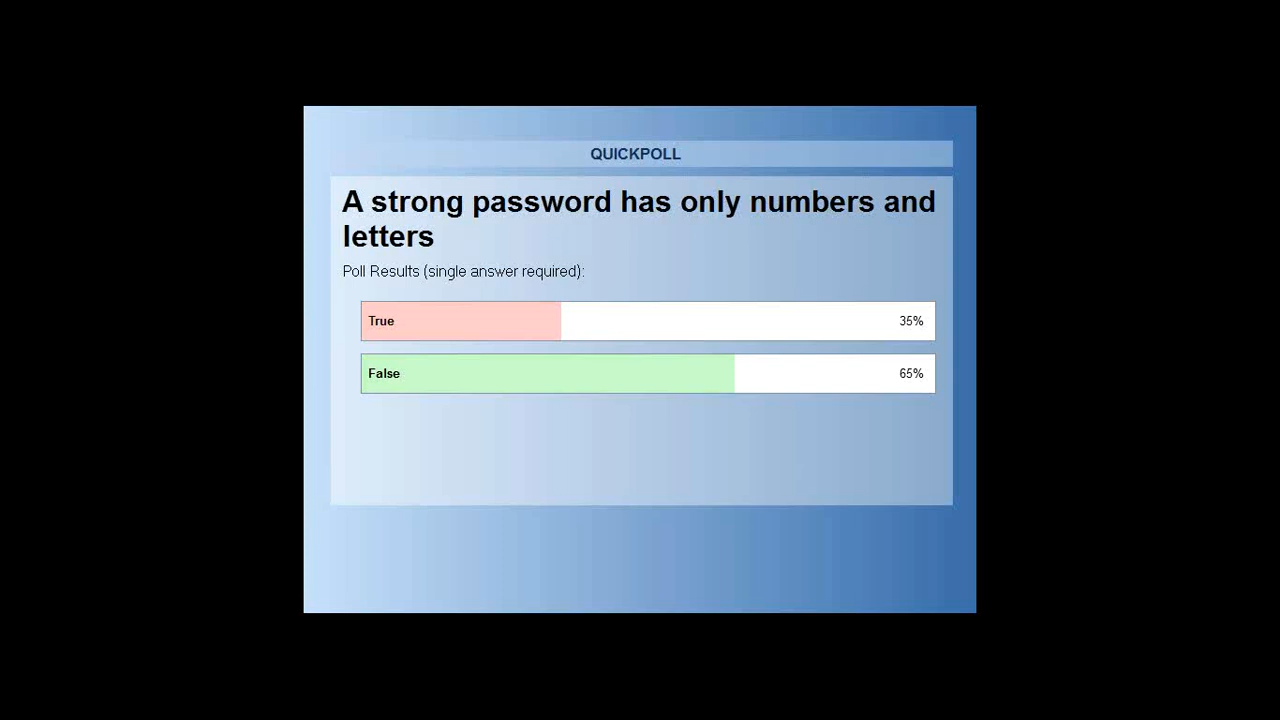 QUICKPOLL
A strong password has only numbers and
letters
Poll Results (single answer required):
True 35%
False 65%